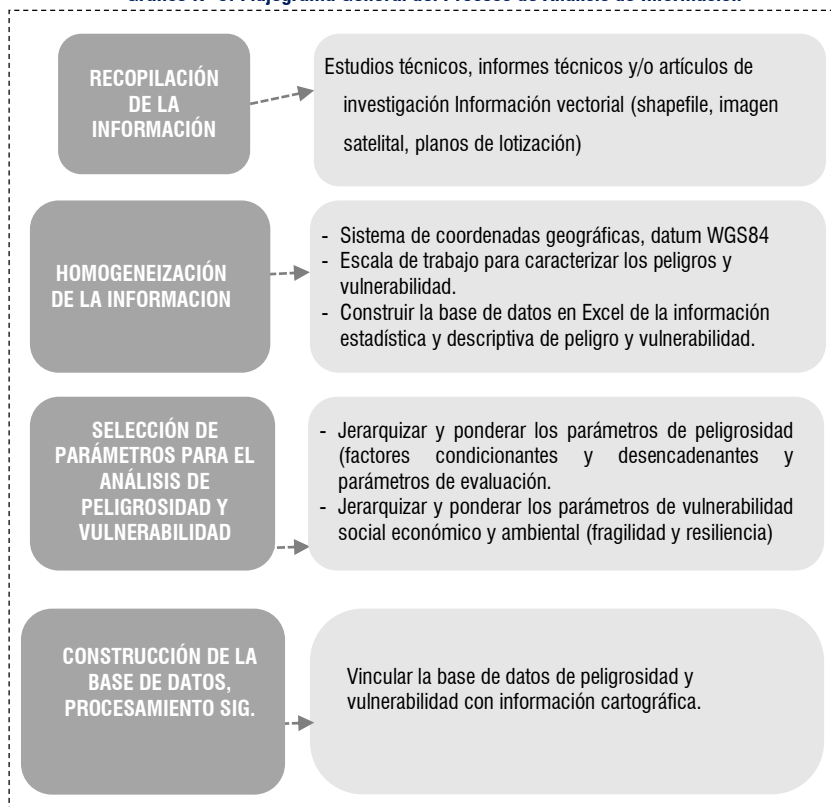 RECOPILACIÓN
DE LA
INFORMACIÓN
Estudios técnicos, informes técnicos y/o artículos de
investigación Información vectorial (shapefile, imagen
satelital, planos de lotización)
HOMOGENEIZACIÓN
DE LA INFORMACION
- Sistema de coordenadas geográficas, datum WGS84
- Escala de trabajo para caracterizar los peligros y
vulnerabilidad.
- Construir la base de datos en Excel de la información
estadística y descriptiva de peligro y vulnerabilidad.
SELECCIÓN DE
PARÁMETROS PARA EL
ANÁLISIS DE
PELIGROSIDAD Y
VULNERABILIDAD
- Jerarquizar y ponderar los parámetros de peligrosidad
(factores condicionantes y desencadenantes y
parámetros de evaluación.
- Jerarquizar y ponderar los parámetros de vulnerabilidad
social económico y ambiental (fragilidad y resiliencia)
CONSTRUCCIÓN DE LA
BASE DE DATOS,
PROCESAMIENTO SIG.
Vincular la base de datos de peligrosidad y
vulnerabilidad con información cartográfica.